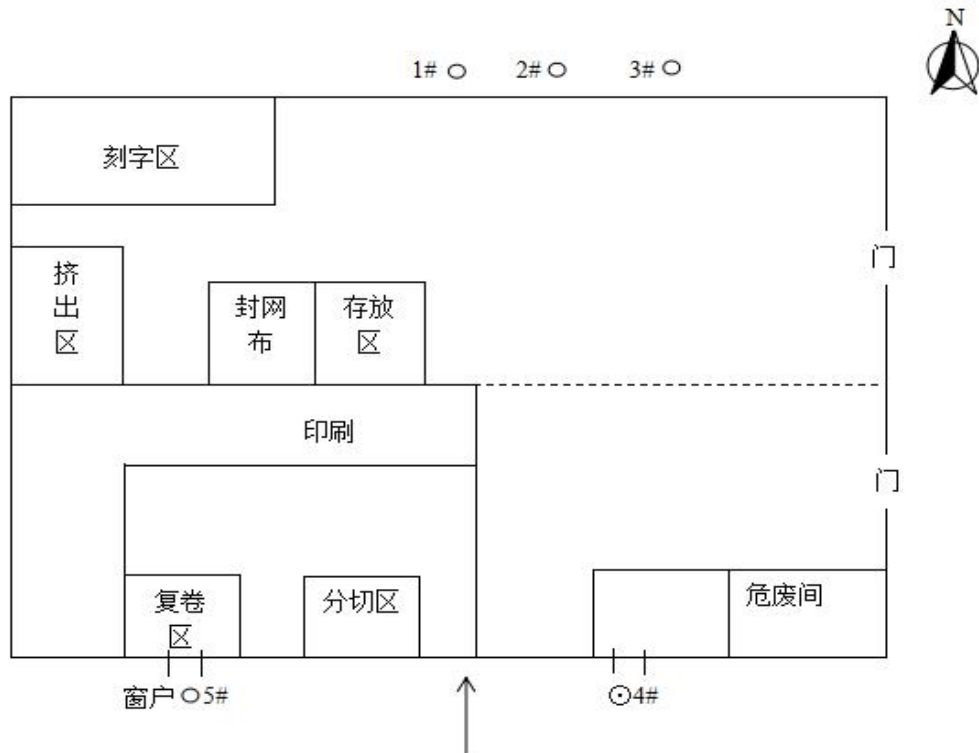 N
1# 2# 3#
刻字区
门
挤
出
区
封网
布
存放
区
印刷
门
复卷
区
分切区
危废间
窗户 5#
4#